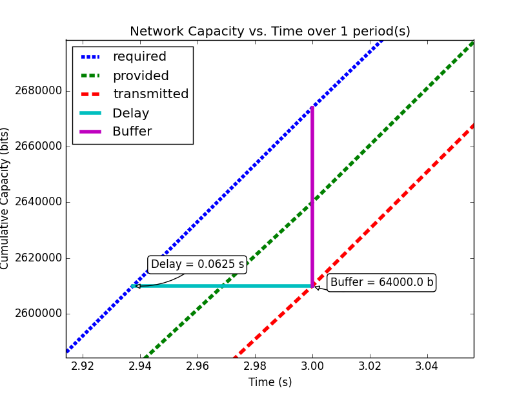 Network Capacity vs. Time over 1 period(s)
required
provided
transmitted
Delay
Buffer
Cumulative Capacity (bits)
2680000
2660000
2640000
2620000
2600000
Delay = 0.0625 s
Buffer = 64000.0 b
2.92 2.94 2.96 2.98 3.00 3.02 3.04
Time (s)